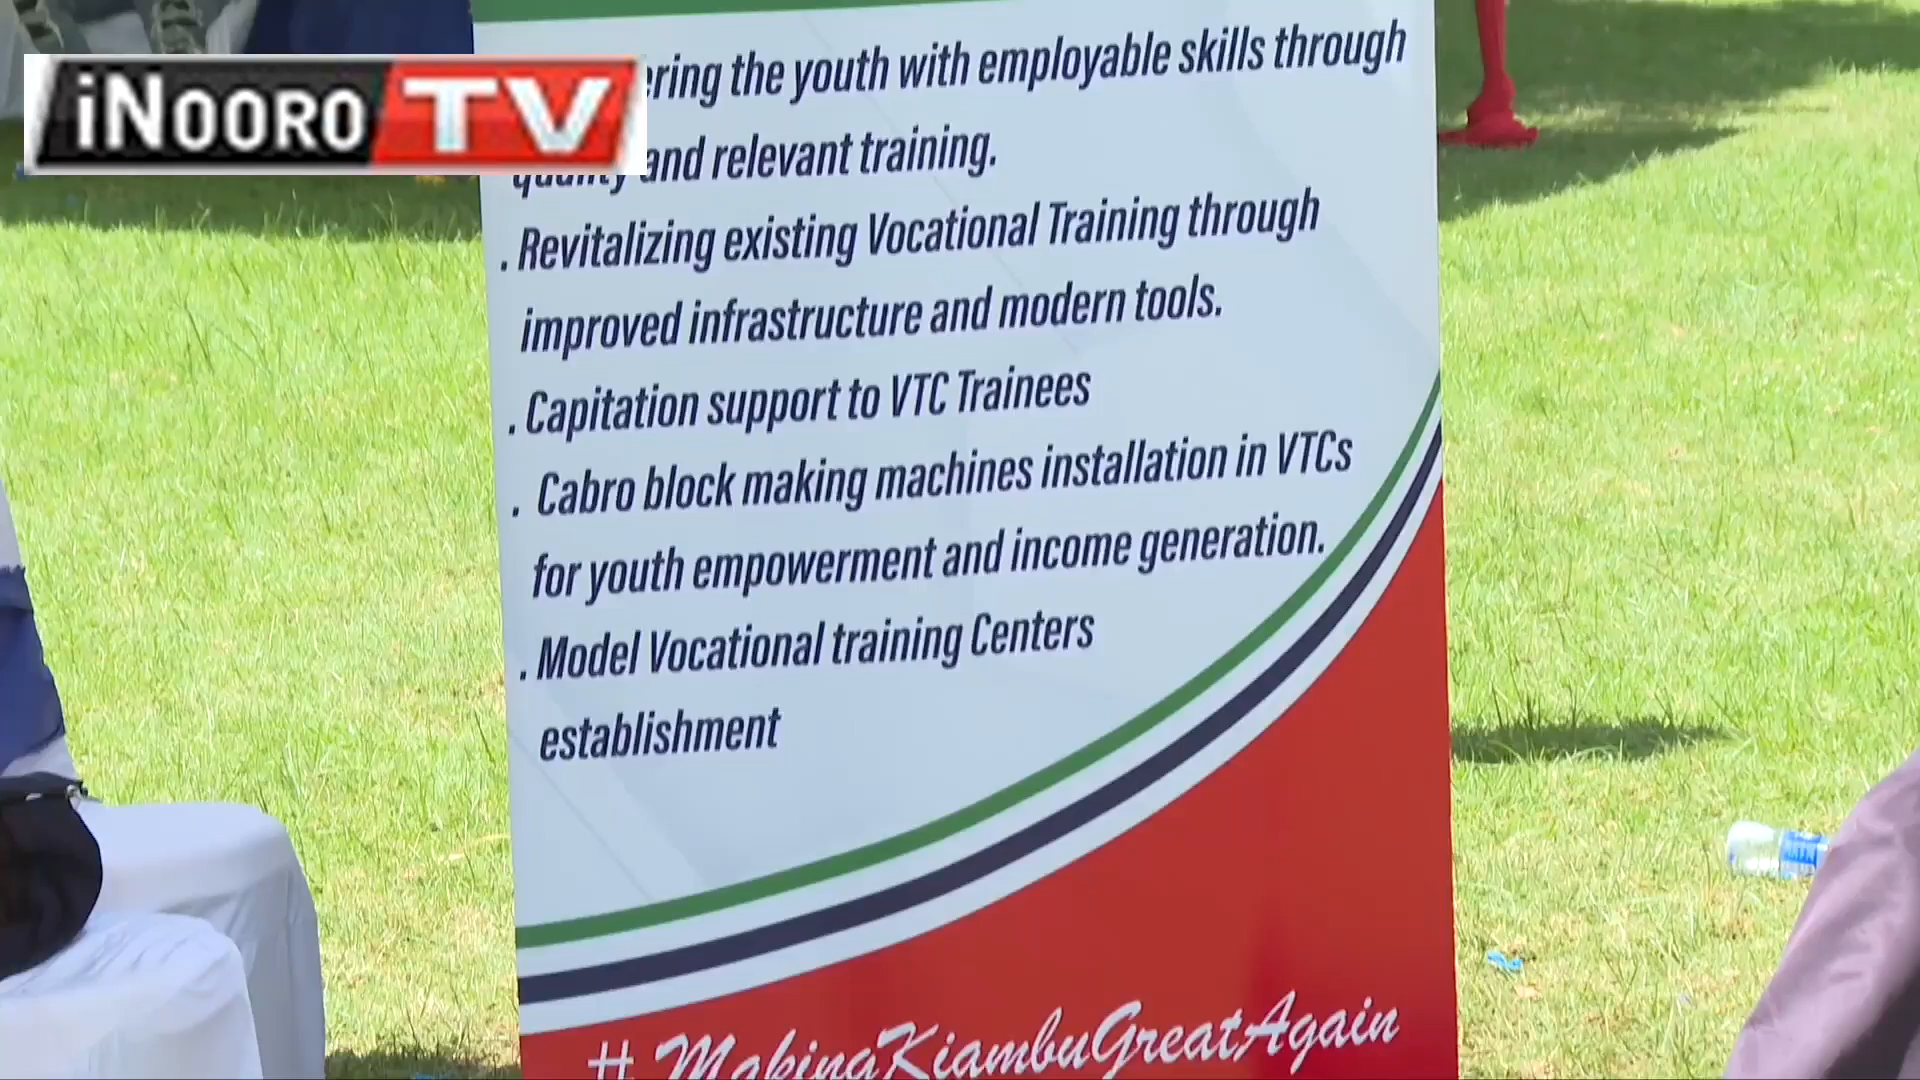 iNOORO TV
ering the youth with employable skills through
quality and relevant training.
. Revitalizing existing Vocational Training through
improved infrastructure and modern tools.
. Capitation support to VTC Trainees
. Cabro block making machines installation in VTCs
for youth empowerment and income generation.
. Model Vocational training Centers
establishment
# MakingKiambuGreatAgain